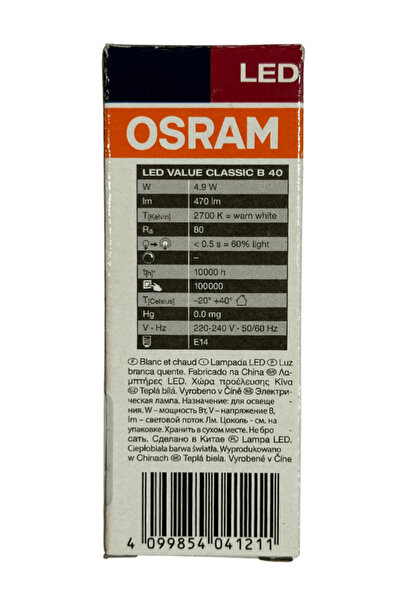 LED
OSRAM
LED VALUE CLASSIC B 40
W 4.9 W
lm 470 lm
T[Kelvin] 2700 K = warm white
Ra 80
< 0.5 s = 60% light
–
t[h]* 10000 h
100000
T[Celsius] –20° +40°
Hg 0.0 mg
V - Hz 220-240 V - 50/60 Hz
E14
Ⓕ Blanc et chaud Ⓘ Lampada LED Ⓟ Luz
branca quente. Fabricado na China ㏉ Λα-
μπτήρες LED. Χώρα προέλευσης Κίνα
Teplá bílá. Vyrobeno v Číně Электриче-
ская лампа. Назначение: для освеще-
ния. W – мощность Вт, V – напряжение В,
lm – световой поток Лм. Цоколь - см. на
упаковке. Хранить в сухом месте. Не бро-
сать. Сделано в Китае Lampa LED.
Ciepłobiała barwa światła. Wyprodukowano
w Chinach Teplá biela. Vyrobené v Číne
4 099854 041211